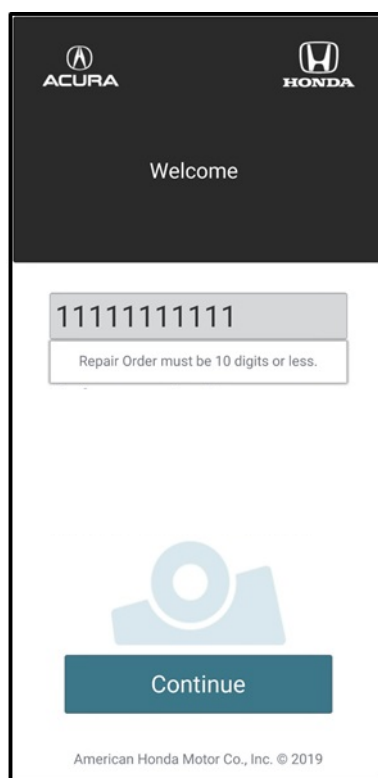 ACURA
HONDA
Welcome
11111111111
Repair Order must be 10 digits or less.
Continue
American Honda Motor Co., Inc. © 2019